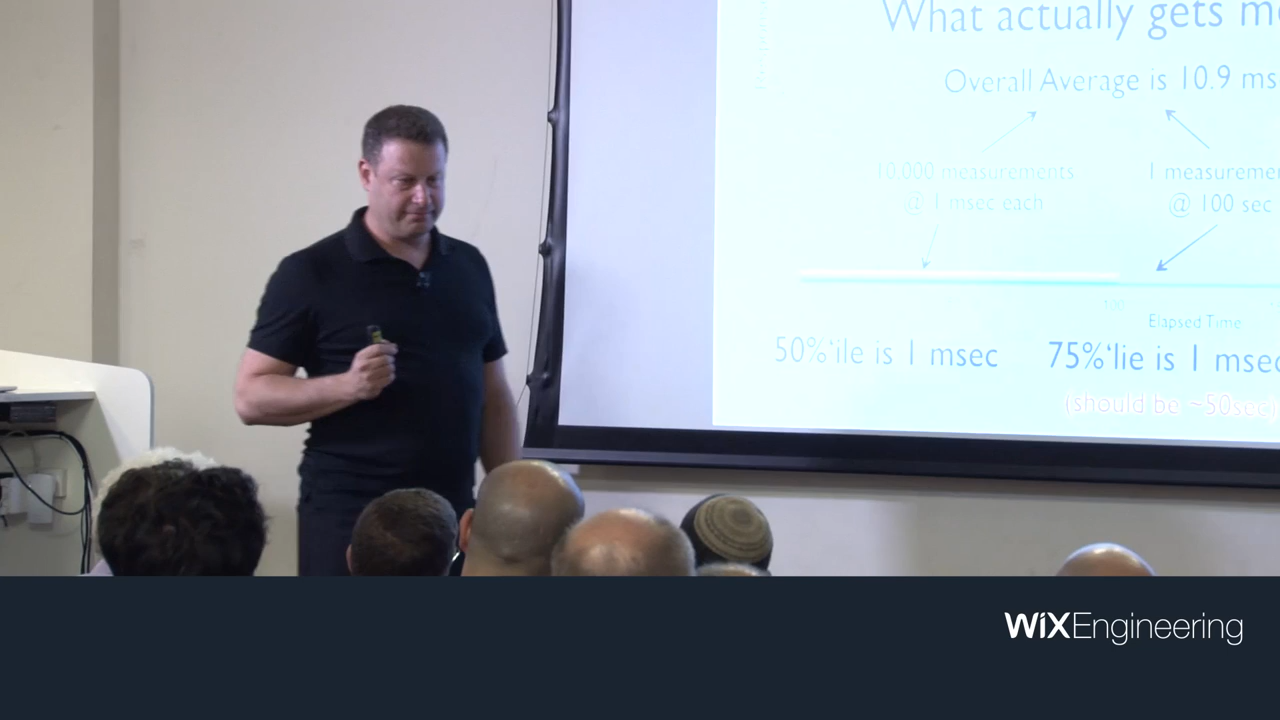 What actually gets m
Overall Average is 10.9 ms
10,000 measurements
@ 1 msec each
1 measuremen
@ 100 sec
100
Elapsed Time
50%'ile is 1 msec
75%'lie is 1 msec
(should be ~50sec)
WiXEngineering